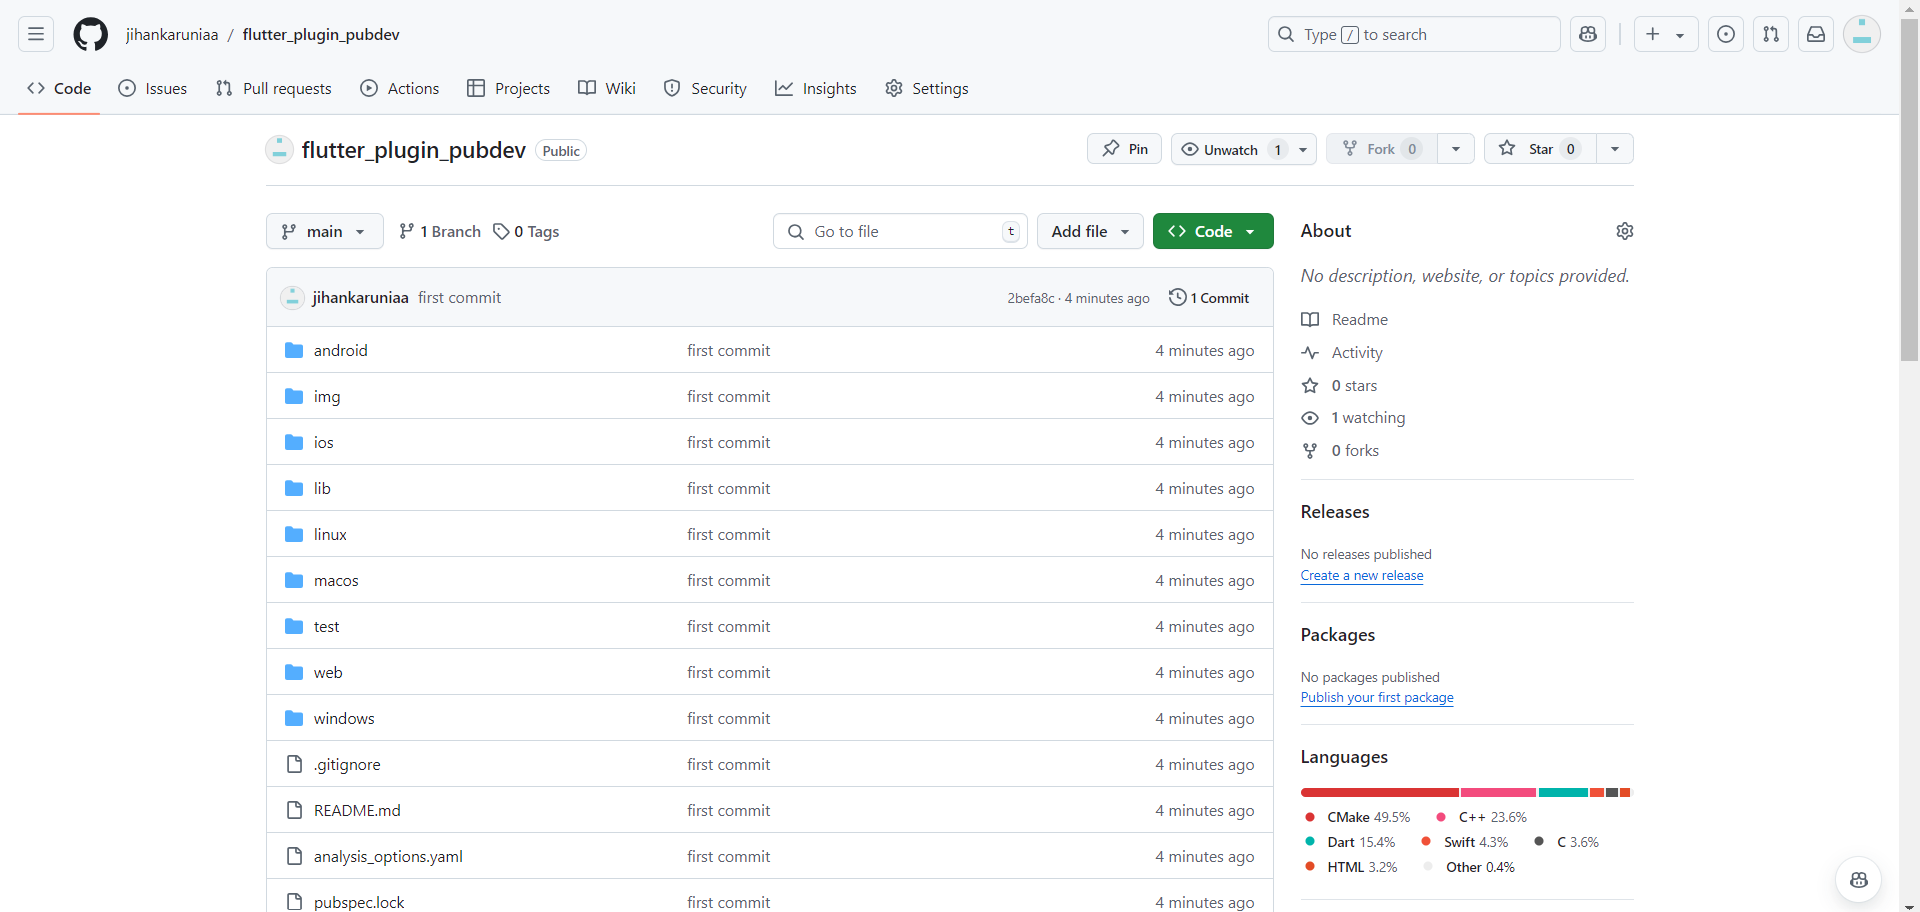 jihankaruniaa / flutter_plugin_pubdev
Type / to search
Code Issues Pull requests Actions Projects Wiki Security Insights Settings
flutter_plugin_pubdev Public
Pin Unwatch 1 Fork 0 Star 0
main 1 Branch 0 Tags Go to file t Add file Code
jihankaruniaa first commit 2befa8c · 4 minutes ago 1 Commit
android first commit 4 minutes ago
img first commit 4 minutes ago
ios first commit 4 minutes ago
lib first commit 4 minutes ago
linux first commit 4 minutes ago
macos first commit 4 minutes ago
test first commit 4 minutes ago
web first commit 4 minutes ago
windows first commit 4 minutes ago
.gitignore first commit 4 minutes ago
README.md first commit 4 minutes ago
analysis_options.yaml first commit 4 minutes ago
pubspec.lock first commit 4 minutes ago
About
No description, website, or topics provided.
Readme
Activity
0 stars
1 watching
0 forks
Releases
No releases published
Create a new release
Packages
No packages published
Publish your first package
Languages
CMake 49.5% C++ 23.6%
Dart 15.4% Swift 4.3% C 3.6%
HTML 3.2% Other 0.4%